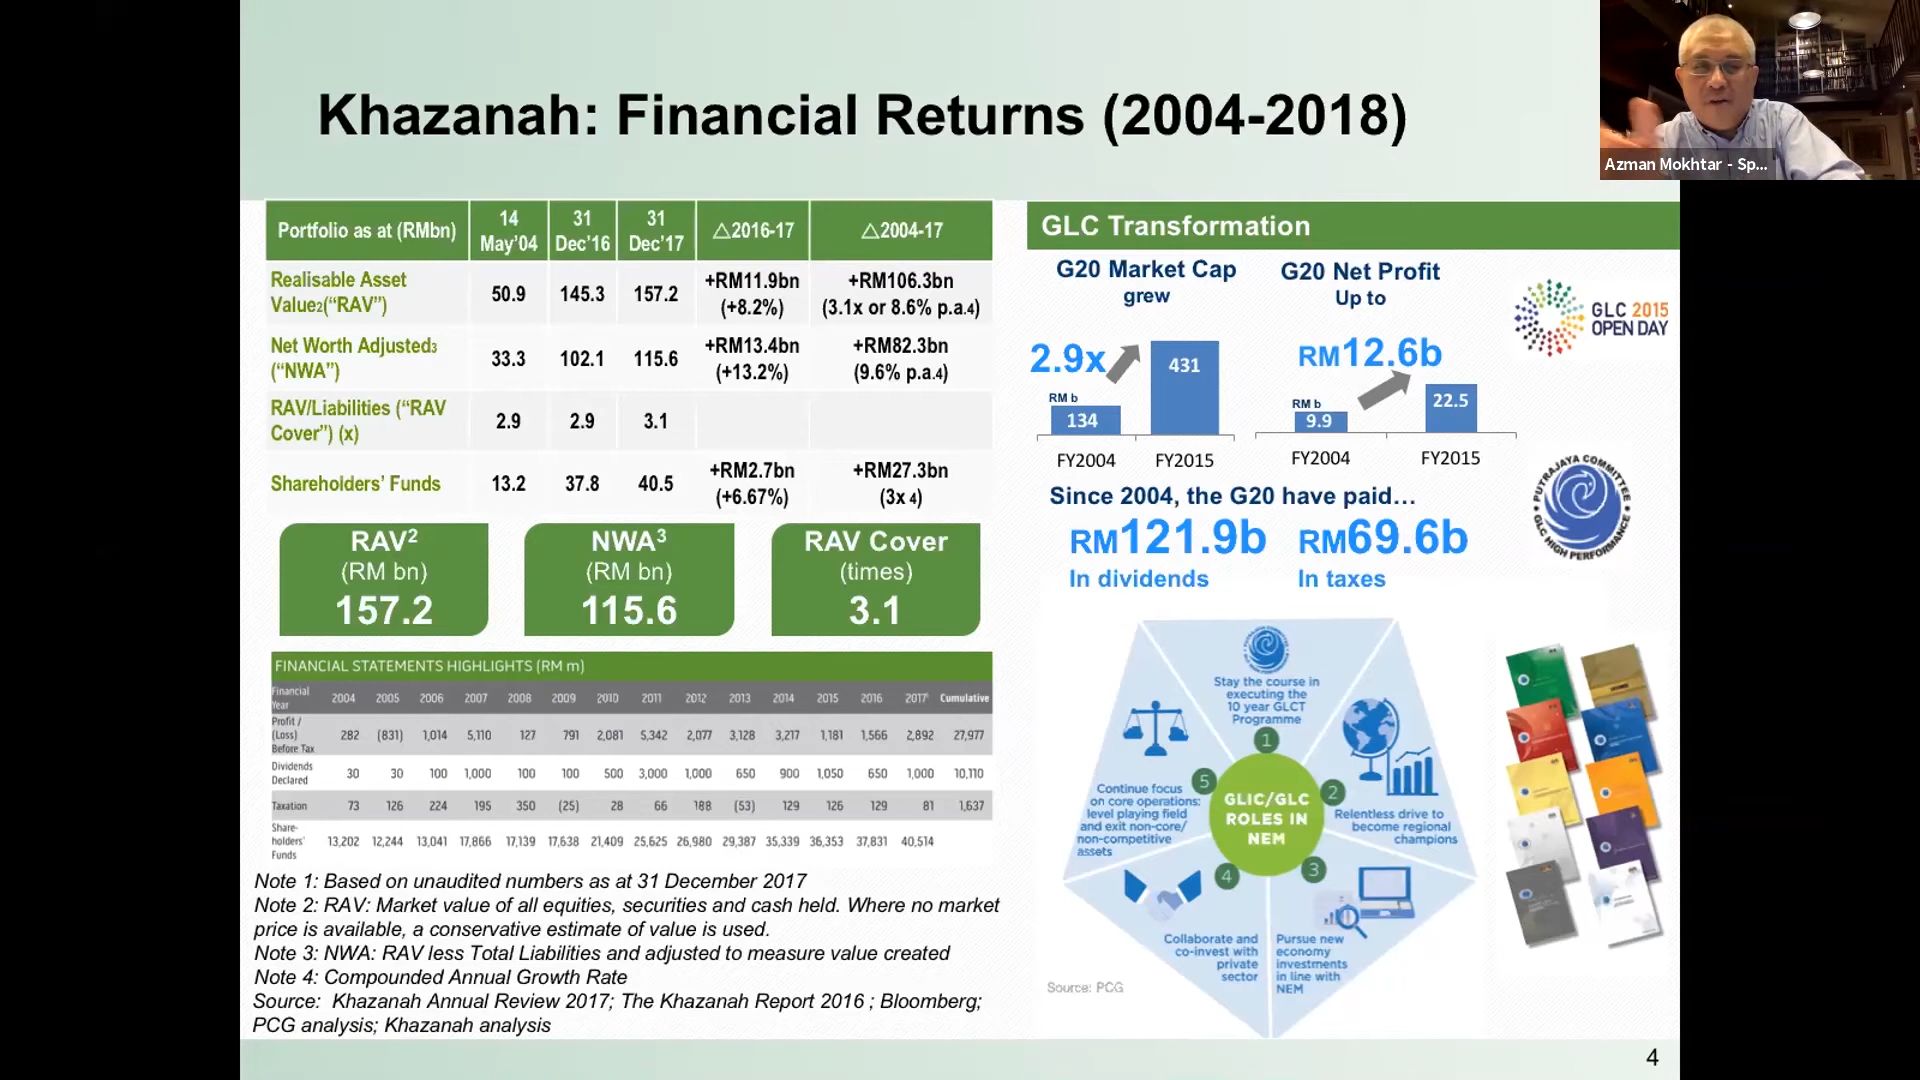 Khazanah: Financial Returns (2004-2018)
Azman Mokhtar - Sp...
Portfolio as at (RMbn) 14 May’04 31 Dec’16 31 Dec’17 △2016-17 △2004-17
Realisable Asset Value2(“RAV”) 50.9 145.3 157.2 +RM11.9bn (+8.2%) +RM106.3bn (3.1x or 8.6% p.a.4)
Net Worth Adjusted3 (“NWA”) 33.3 102.1 115.6 +RM13.4bn (+13.2%) +RM82.3bn (9.6% p.a.4)
RAV/Liabilities (“RAV Cover”) (x) 2.9 2.9 3.1
Shareholders’ Funds 13.2 37.8 40.5 +RM2.7bn (+6.67%) +RM27.3bn (3x 4)
RAV²
(RM bn)
157.2
NWA³
(RM bn)
115.6
RAV Cover
(times)
3.1
FINANCIAL STATEMENTS HIGHLIGHTS (RM m)
Financial Year 2004 2005 2006 2007 2008 2009 2010 2011 2012 2013 2014 2015 2016 2017¹ Cumulative
Profit / (Loss) Before Tax 282 (831) 1,014 5,110 127 791 2,081 5,342 2,077 3,128 3,217 1,181 1,566 2,892 27,977
Dividends Declared 30 30 100 1,000 100 100 500 3,000 1,000 650 900 1,050 650 1,000 10,110
Taxation 73 126 224 195 350 (25) 28 66 188 (53) 129 126 129 81 1,637
Share-holders’ Funds 13,202 12,244 13,041 17,866 17,139 17,638 21,409 25,625 26,980 29,387 35,339 36,353 37,831 40,514
Note 1: Based on unaudited numbers as at 31 December 2017
Note 2: RAV: Market value of all equities, securities and cash held. Where no market
price is available, a conservative estimate of value is used.
Note 3: NWA: RAV less Total Liabilities and adjusted to measure value created
Note 4: Compounded Annual Growth Rate
Source: Khazanah Annual Review 2017; The Khazanah Report 2016 ; Bloomberg;
PCG analysis; Khazanah analysis
GLC Transformation
G20 Market Cap
grew
2.9x
RM b
134
431
FY2004 FY2015
G20 Net Profit
Up to
RM12.6b
RM b
9.9
22.5
FY2004 FY2015
GLC 2015
OPEN DAY
Since 2004, the G20 have paid…
RM121.9b
In dividends
RM69.6b
In taxes
PUTRAJAYA COMMITTEE
GLC HIGH PERFORMANCE
Stay the course in
executing the
10 year GLCT
Programme
1
2
Relentless drive to
become regional
champions
3
Pursue new
economy
investments
in line with
NEM
4
Collaborate and
co-invest with
private
sector
5
Continue focus
on core operations:
level playing field
and exit non-core/
non-competitive
assets
GLIC/GLC
ROLES IN
NEM
Source: PCG
4